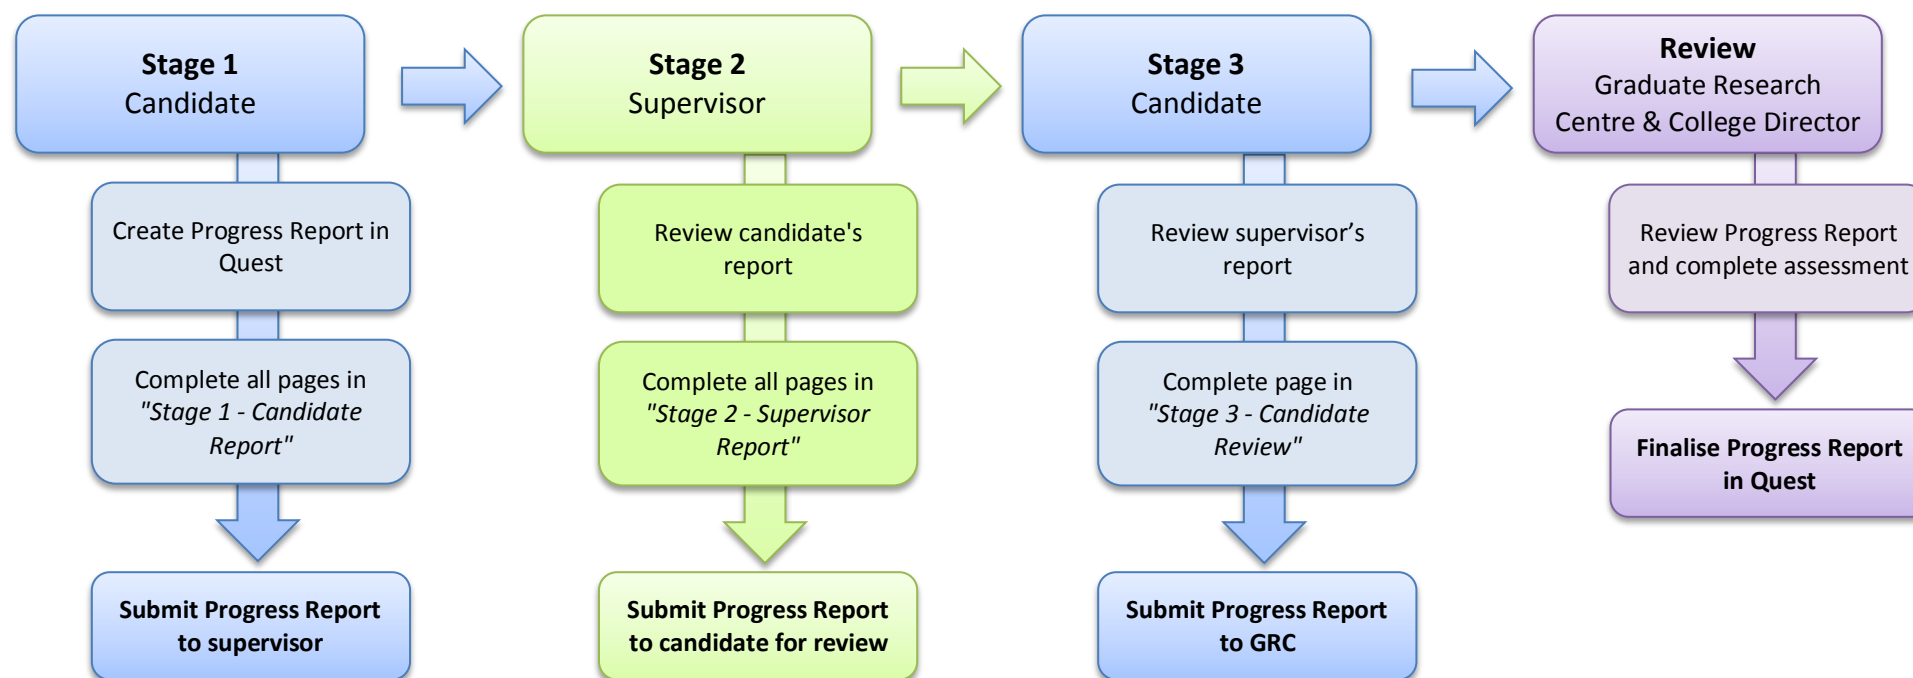 Stage 1
Candidate
Create Progress Report in
Quest
Complete all pages in
"Stage 1 - Candidate
Report"
Submit Progress Report
to supervisor
Stage 2
Supervisor
Review candidate's
report
Complete all pages in
"Stage 2 - Supervisor
Report"
Submit Progress Report
to candidate for review
Stage 3
Candidate
Review supervisor’s
report
Complete page in
"Stage 3 - Candidate
Review"
Submit Progress Report
to GRC
Review
Graduate Research
Centre & College Director
Review Progress Report
and complete assessment
Finalise Progress Report
in Quest